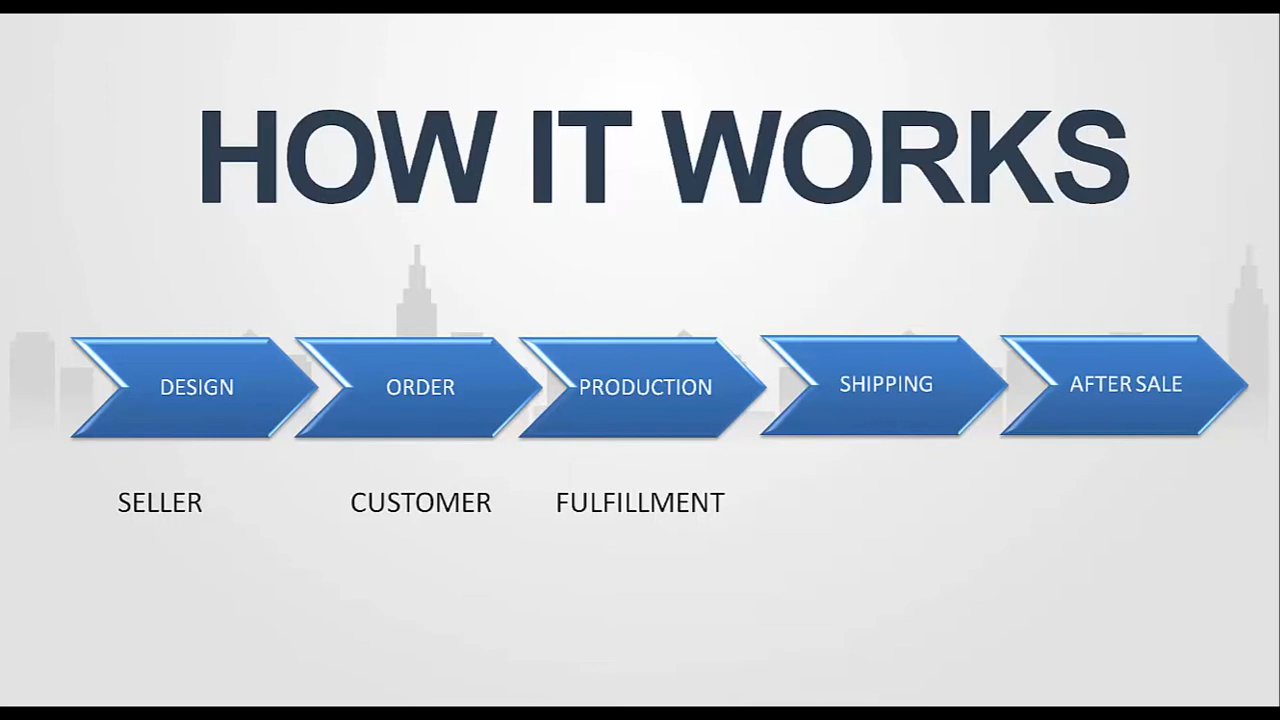 HOW IT WORKS
DESIGN ORDER PRODUCTION SHIPPING AFTER SALE
SELLER CUSTOMER FULFILLMENT